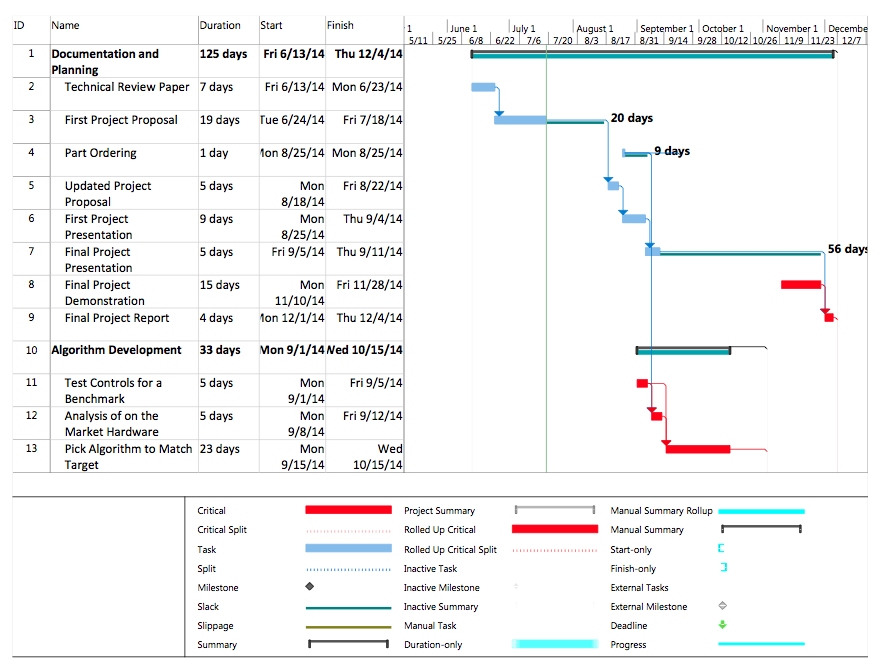 ID Name Duration Start Finish
1 June 1 July 1 August 1 September 1 October 1 November 1 Decembe
5/11 5/25 6/8 6/22 7/6 7/20 8/3 8/17 8/31 9/14 9/28 10/12 10/26 11/9 11/23 12/7
1 Documentation and 125 days Fri 6/13/14 Thu 12/4/14
Planning
2 Technical Review Paper 7 days Fri 6/13/14 Mon 6/23/14
3 First Project Proposal 19 days Tue 6/24/14 Fri 7/18/14 20 days
4 Part Ordering 1 day Mon 8/25/14 Mon 8/25/14 9 days
5 Updated Project 5 days Mon Fri 8/22/14
Proposal 8/18/14
6 First Project 9 days Mon Thu 9/4/14
Presentation 8/25/14
7 Final Project 5 days Fri 9/5/14 Thu 9/11/14 56 days
Presentation
8 Final Project 15 days Mon Fri 11/28/14
Demonstration 11/10/14
9 Final Project Report 4 days Mon 12/1/14 Thu 12/4/14
10 Algorithm Development 33 days Mon 9/1/14 Wed 10/15/14
11 Test Controls for a 5 days Mon Fri 9/5/14
Benchmark 9/1/14
12 Analysis of on the 5 days Mon Fri 9/12/14
Market Hardware 9/8/14
13 Pick Algorithm to Match 23 days Mon Wed
Target 9/15/14 10/15/14
Critical Project Summary Manual Summary Rollup
Critical Split Rolled Up Critical Manual Summary
Task Rolled Up Critical Split Start-only
Split Inactive Task Finish-only
Milestone Inactive Milestone External Tasks
Slack Inactive Summary External Milestone
Slippage Manual Task Deadline
Summary Duration-only Progress